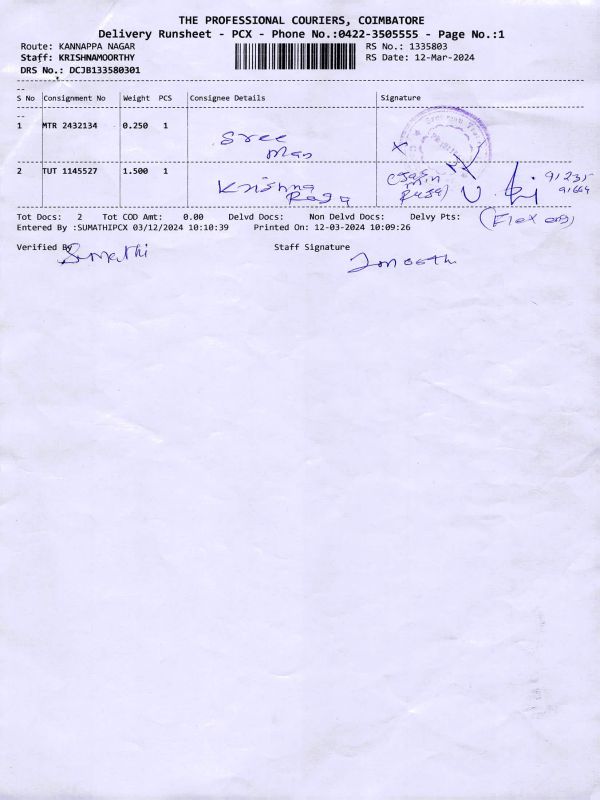 THE PROFESSIONAL COURIERS, COIMBATORE
Delivery Runsheet - PCX - Phone No.:0422-3505555 - Page No.:1
Route: KANNAPPA NAGAR RS No.: 1335803
Staff: KRISHNAMOORTHY RS Date: 12-Mar-2024
DRS No.: DCJB133580301
S No Consignment No Weight PCS Consignee Details Signature
1 MTR 2432134 0.250 1 Sree
man
2 TUT 1145527 1.500 1 Krishna
Raja
91235
Tot Docs: 2 Tot COD Amt: 0.00 Delvd Docs: Non Delvd Docs: Delvy Pts:
Entered By :SUMATHIPCX 03/12/2024 10:10:39 Printed On: 12-03-2024 10:09:26
Verified By Staff Signature
Sumathi